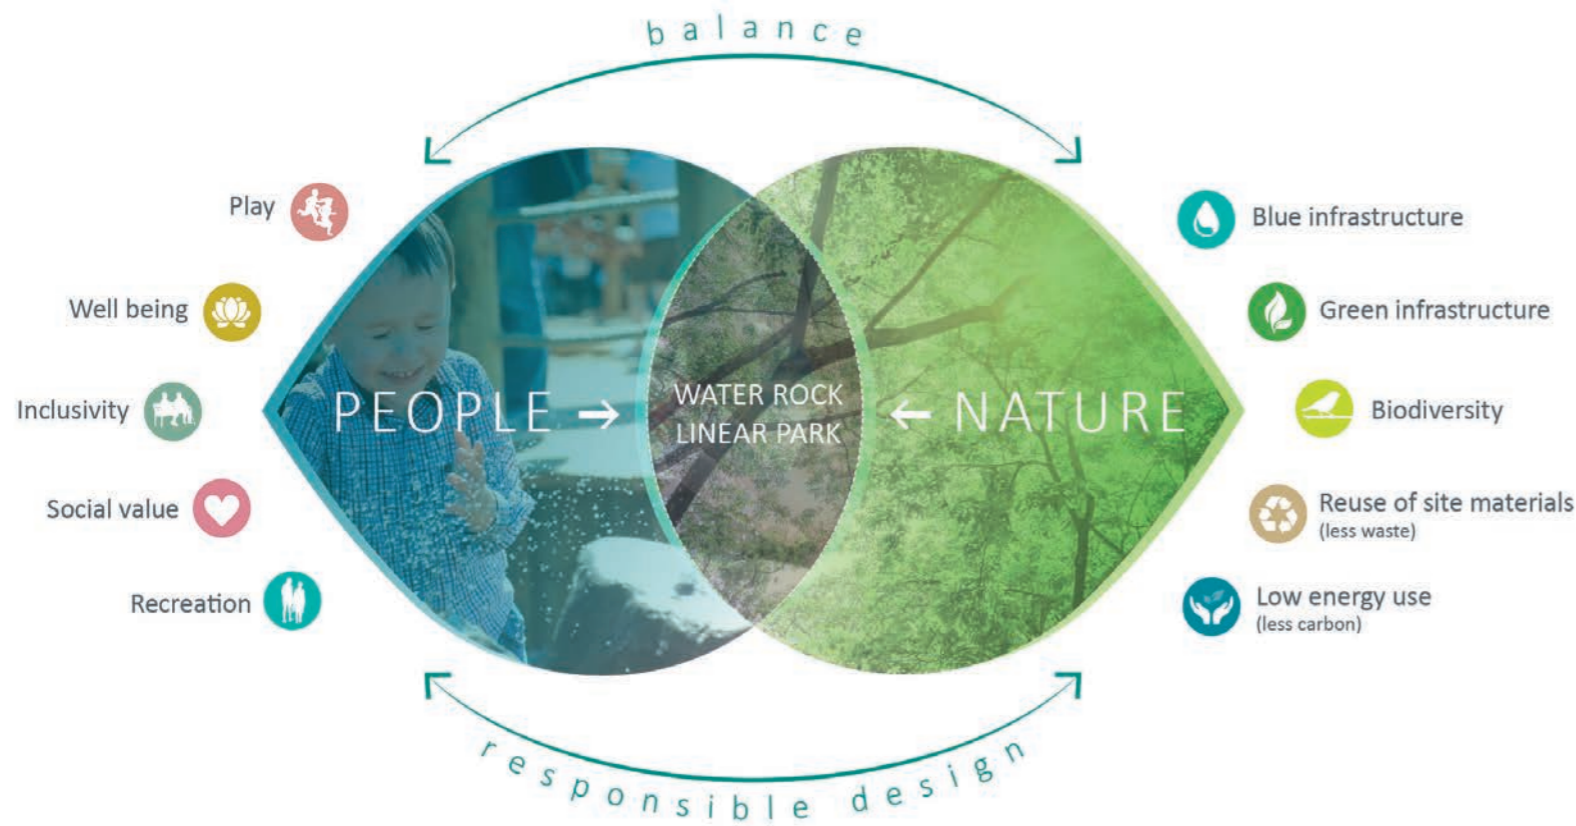 balance
Play
Well being
Inclusivity
Social value
Recreation
PEOPLE
WATER ROCK
LINEAR PARK
NATURE
Blue infrastructure
Green infrastructure
Biodiversity
Reuse of site materials
(less waste)
Low energy use
(less carbon)
responsible design